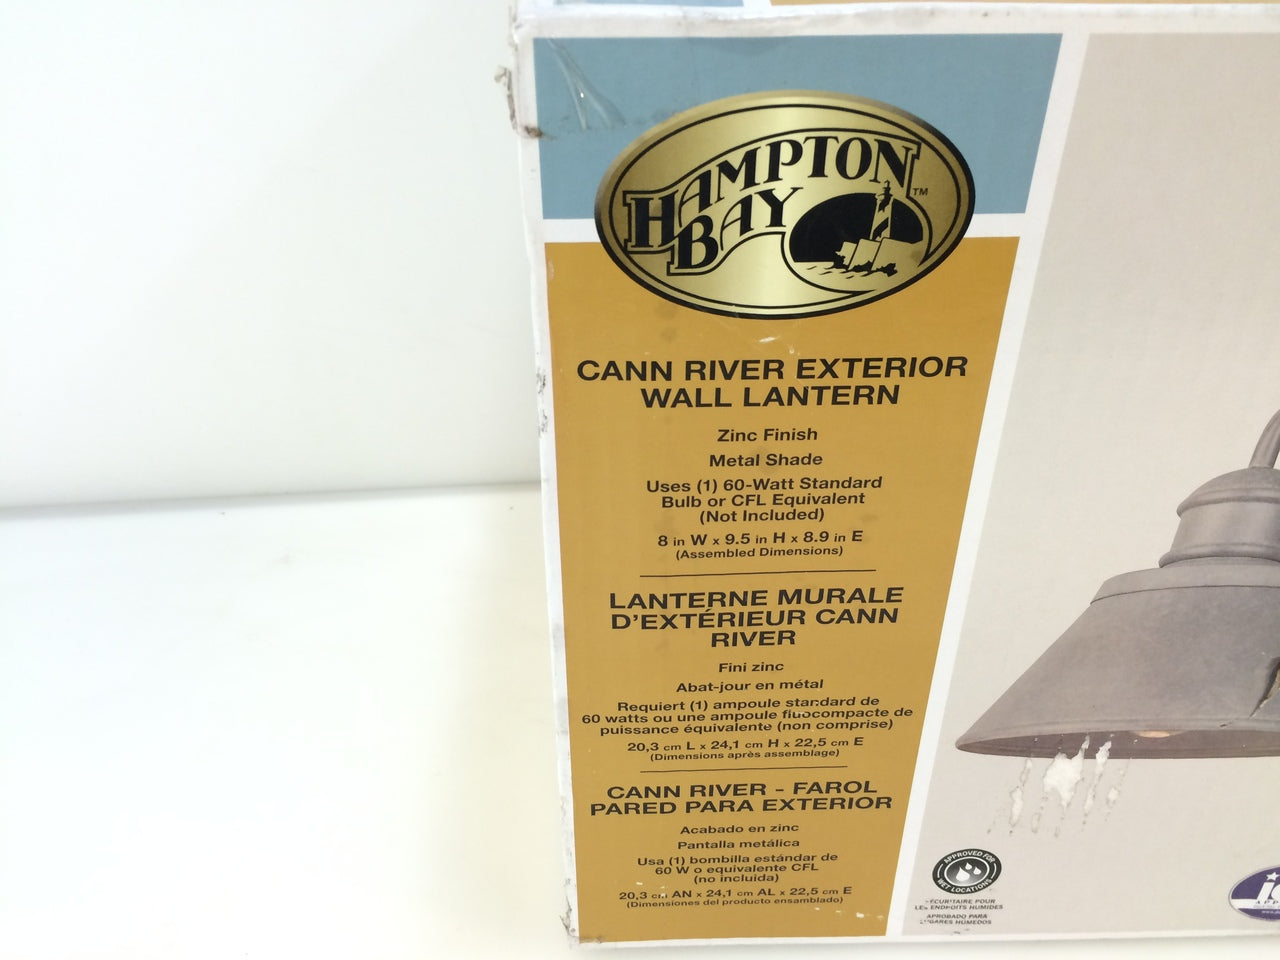 HAMPTON
BAY
TM
CANN RIVER EXTERIOR
WALL LANTERN
Zinc Finish
Metal Shade
Uses (1) 60-Watt Standard
Bulb or CFL Equivalent
(Not Included)
8 in W x 9.5 in H x 8.9 in E
(Assembled Dimensions)
LANTERNE MURALE
D'EXTÉRIEUR CANN
RIVER
Fini zinc
Abat-jour en métal
Requiert (1) ampoule standard de
60 watts ou une ampoule fluocompacte de
puissance équivalente (non comprise)
20,3 cm L x 24,1 cm H x 22,5 cm E
(Dimensions après assemblage)
CANN RIVER - FAROL
PARED PARA EXTERIOR
Acabado en zinc
Pantalla metálica
Usa (1) bombilla estándar de
60 W o equivalente CFL
(no incluida)
20,3 cm AN x 24,1 cm AL x 22,5 cm E
(Dimensiones del producto ensamblado)
APPROVED FOR
WET LOCATIONS
ENDROITS HUMIDES
APROBADO PARA
HÚMEDOS